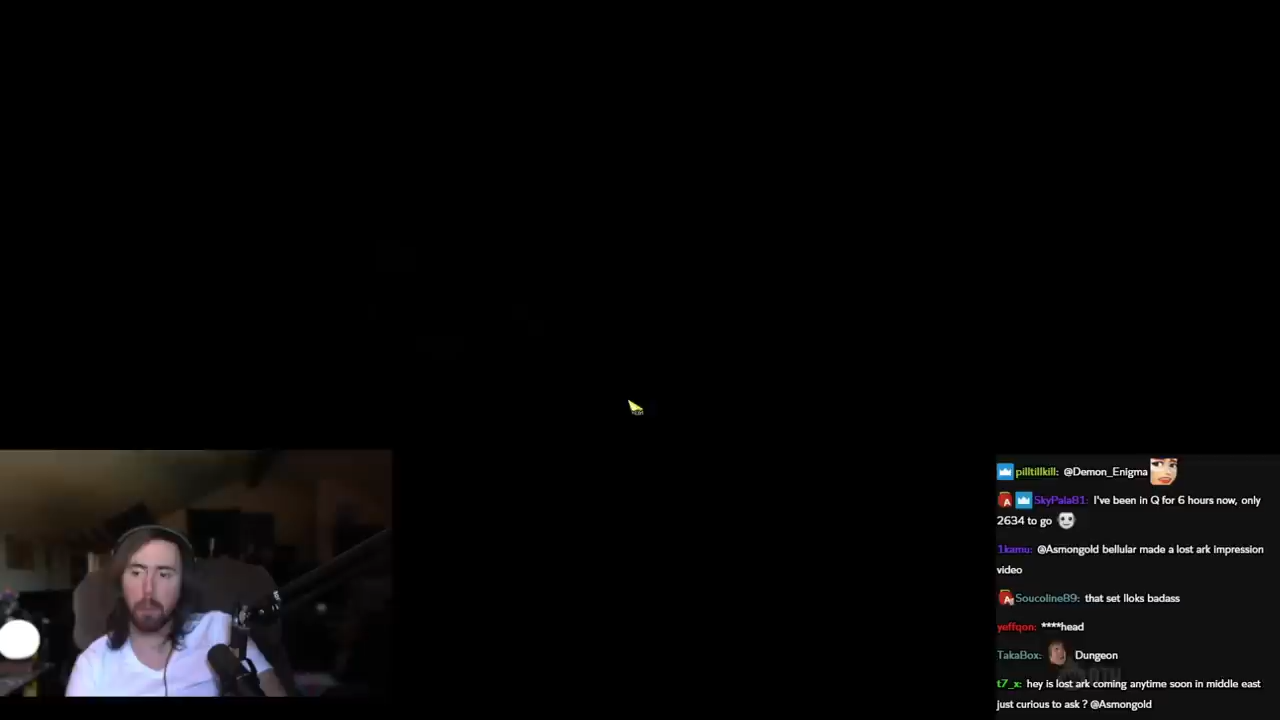 pilltillkill: @Demon_Enigma
SkyPala81: I've been in Q for 6 hours now, only
2634 to go
1kamu: @Asmongold bellular made a lost ark impression
video
Soucoline89: that set lloks badass
yeffqon: ****head
TakaBox: Dungeon
t7_x: hey is lost ark coming anytime soon in middle east
just curious to ask ? @Asmongold